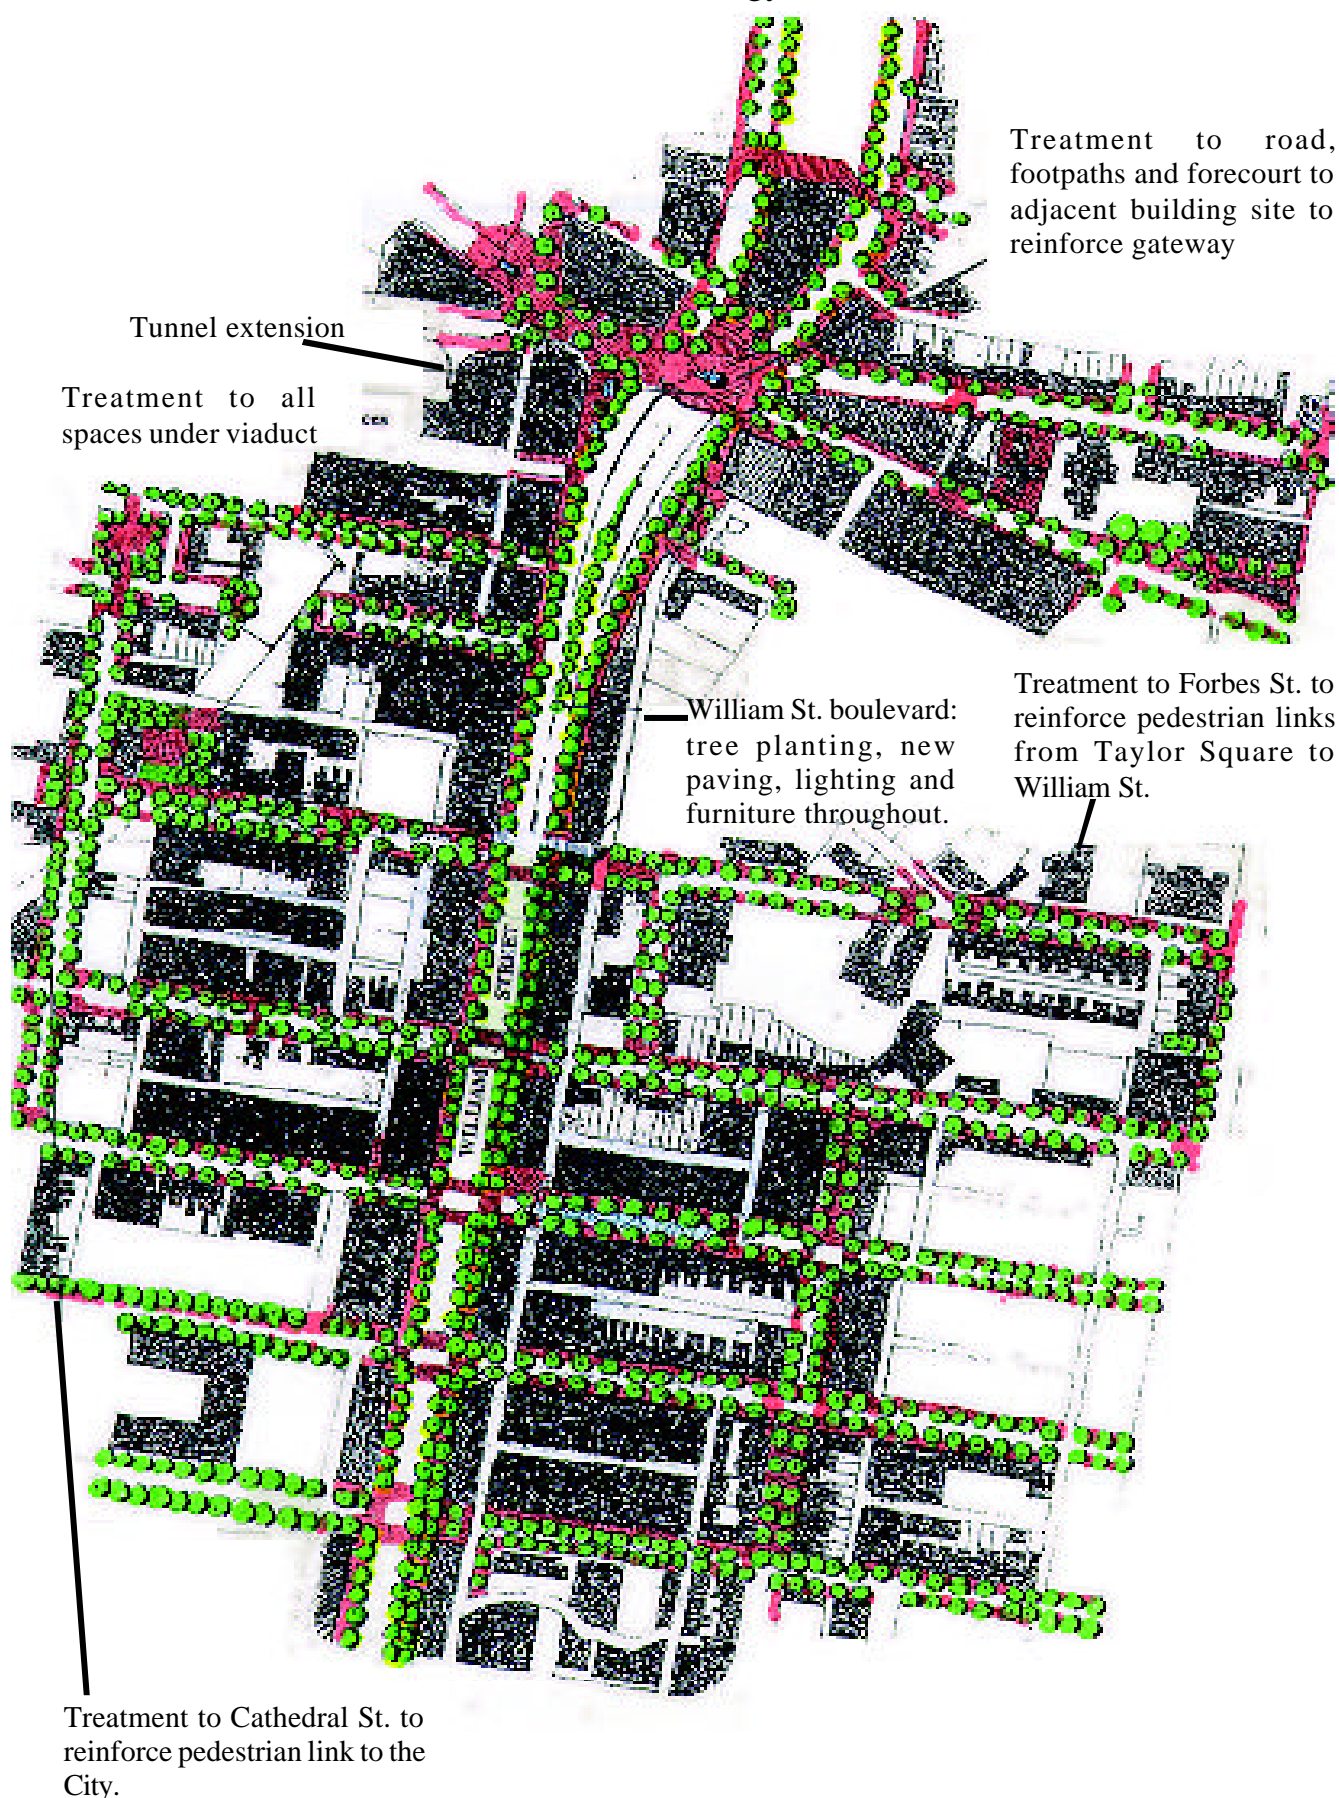 gy
Treatment to road,
footpaths and forecourt to
adjacent building site to
reinforce gateway
Tunnel extension
Treatment to all
spaces under viaduct
CES
Treatment to Forbes St. to
reinforce pedestrian links
from Taylor Square to
William St.
William St. boulevard:
tree planting, new
paving, lighting and
furniture throughout.
STREET
WILLIAM
Treatment to Cathedral St. to
reinforce pedestrian link to the
City.